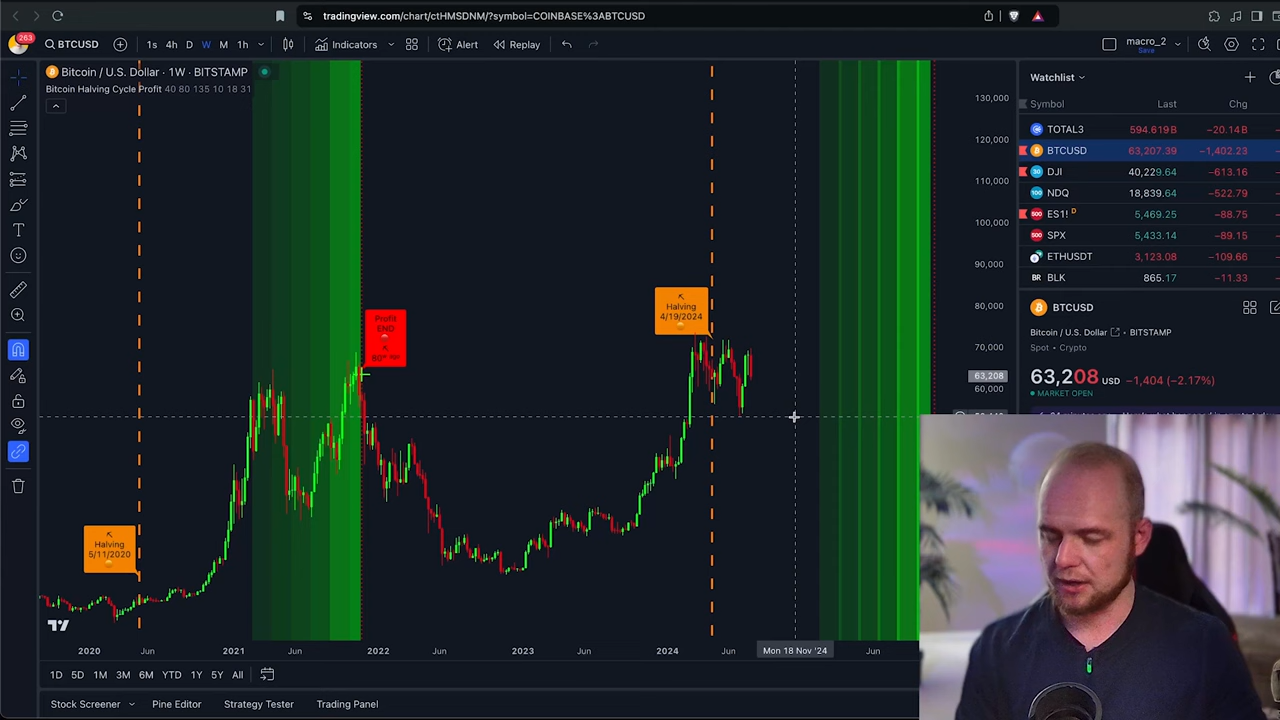 tradingview.com/chart/ctHMSDNM/?symbol=COINBASE%3ABTCUSD
263
BTCUSD
1s 4h D W M 1h
Indicators
Alert
Replay
macro_2
Save
Bitcoin / U.S. Dollar · 1W · BITSTAMP
Bitcoin Halving Cycle Profit 40 80 135 10 18 31
Halving
5/11/2020
Profit
END
Halving
4/19/2024
130,000
120,000
110,000
100,000
90,000
80,000
70,000
63,208
60,000
2020 Jun 2021 Jun 2022 Jun 2023 Jun 2024 Jun Mon 18 Nov '24 Jun
1D 5D 1M 3M 6M YTD 1Y 5Y All
Stock Screener Pine Editor Strategy Tester Trading Panel
Watchlist
Symbol Last Chg
TOTAL3 594.619B −20.14B
BTCUSD 63,207.39 −1,402.23
DJI 40,229.64 −613.16
NDQ 18,839.64 −522.79
ES1! D 5,469.25 −88.75
SPX 5,433.14 −89.15
ETHUSDT 3,123.08 −109.66
BLK 865.17 −11.33
BTCUSD
Bitcoin / U.S. Dollar BITSTAMP
Spot • Crypto
63,208 USD −1,404 (−2.17%)
MARKET OPEN